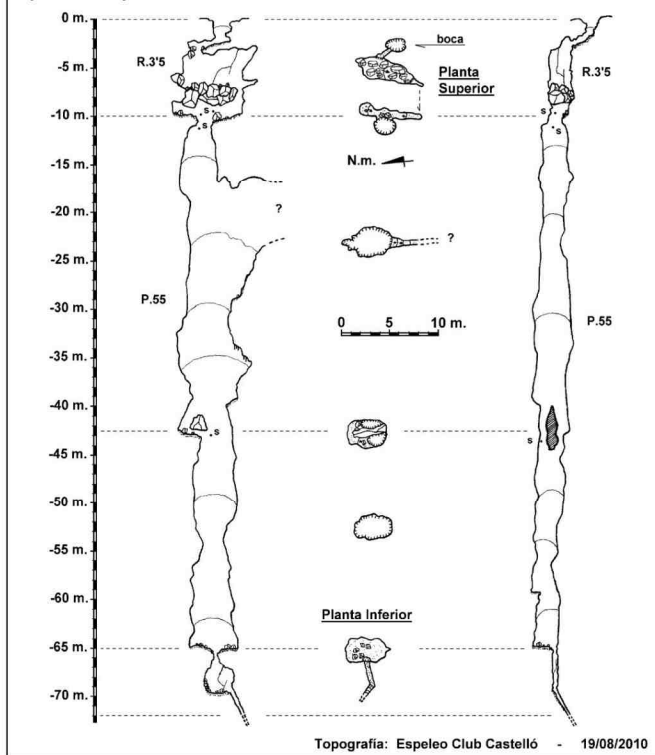 0 m.
-5 m.
-10 m.
-15 m.
-20 m.
-25 m.
-30 m.
-35 m.
-40 m.
-45 m.
-50 m.
-55 m.
-60 m.
-65 m.
-70 m.
R.3'5
s
s
?
P.55
s
boca
Planta
Superior
N.m.
?
0 5 10 m.
Planta Inferior
R.3'5
s
s
P.55
s
Topografía: Espeleo Club Castelló - 19/08/2010